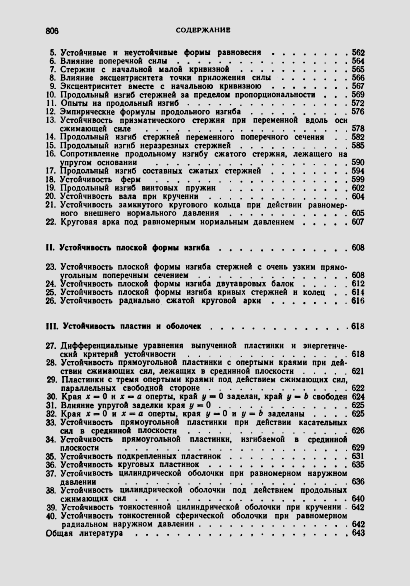 806 СОДЕРЖАНИЕ
5. Устойчивые и неустойчивые формы равновесия . . . . . . . . 562
6. Влияние поперечной силы . . . . . . . . . . . . . . . . . 564
7. Стержни с начальной малой кривизной . . . . . . . . . . . 565
8. Влияние эксцентриситета точки приложения силы . . . . . . 566
9. Эксцентриситет вместе с начальною кривизною . . . . . . . 567
10. Продольный изгиб стержней за пределом пропорциональности . . . 569
11. Опыты на продольный изгиб . . . . . . . . . . . . . . . . 572
12. Эмпирические формулы продольного изгиба . . . . . . . . . 576
13. Устойчивость призматического стержня при переменной вдоль оси
сжимающей силе . . . . . . . . . . . . . . . . . . . 578
14. Продольный изгиб стержней переменного поперечного сечения . . 582
15. Продольный изгиб неразрезных стержней . . . . . . . . . . 585
16. Сопротивление продольному изгибу сжатого стержня, лежащего на
упругом основании . . . . . . . . . . . . . . . . . . 590
17. Продольный изгиб составных сжатых стержней . . . . . . . 594
18. Устойчивость ферм . . . . . . . . . . . . . . . . . . . 599
19. Продольный изгиб винтовых пружин . . . . . . . . . . . . 602
20. Устойчивость вала при кручении . . . . . . . . . . . . . 604
21. Устойчивость замкнутого кругового кольца при действии равномер-
ного внешнего нормального давления . . . . . . . . . . 605
22. Круговая арка под равномерным нормальным давлением . . . . 607
II. Устойчивость плоской формы изгиба . . . . . . . . . . . 608
23. Устойчивость плоской формы изгиба стержней с очень узким прямо-
угольным поперечным сечением . . . . . . . . . . . . 608
24. Устойчивость плоской формы изгиба двутавровых балок . . . . 612
25. Устойчивость плоской формы изгиба кривых стержней и колец . . 614
26. Устойчивость радиально сжатой круговой арки . . . . . . . 616
III. Устойчивость пластин и оболочек . . . . . . . . . . . . 618
27. Дифференциальные уравнения выпученной пластинки и энергетиче-
ский критерий устойчивости . . . . . . . . . . . . . 618
28. Устойчивость прямоугольной пластинки с опертыми краями при дей-
ствии сжимающих сил, лежащих в срединной плоскости . . . . . 621
29. Пластинки с тремя опертыми краями под действием сжимающих сил,
параллельных свободной стороне . . . . . . . . . . . 622
30. Края x = 0 и x = a оперты, край y = 0 заделан, край y = b свободен 624
31. Влияние упругой заделки края y = 0 . . . . . . . . . . . 625
32. Края x = 0 и x = a оперты, края y = 0 и y = b заделаны . . . . 625
33. Устойчивость прямоугольной пластинки при действии касательных
сил в срединной плоскости . . . . . . . . . . . . . 626
34. Устойчивость прямоугольной пластинки, изгибаемой в срединной
плоскости . . . . . . . . . . . . . . . . . . . . . 629
35. Устойчивость подкрепленных пластинок . . . . . . . . . . 631
36. Устойчивость круговых пластинок . . . . . . . . . . . . 635
37. Устойчивость цилиндрической оболочки при равномерном наружном
давлении . . . . . . . . . . . . . . . . . . . . . 636
38. Устойчивость цилиндрической оболочки под действием продольных
сжимающих сил . . . . . . . . . . . . . . . . . . . 640
39. Устойчивость тонкостенной цилиндрической оболочки при кручении . 642
40. Устойчивость тонкостенной сферической оболочки при равномерном
радиальном наружном давлении . . . . . . . . . . . . 642
Общая литература . . . . . . . . . . . . . . . . . . . . . 643